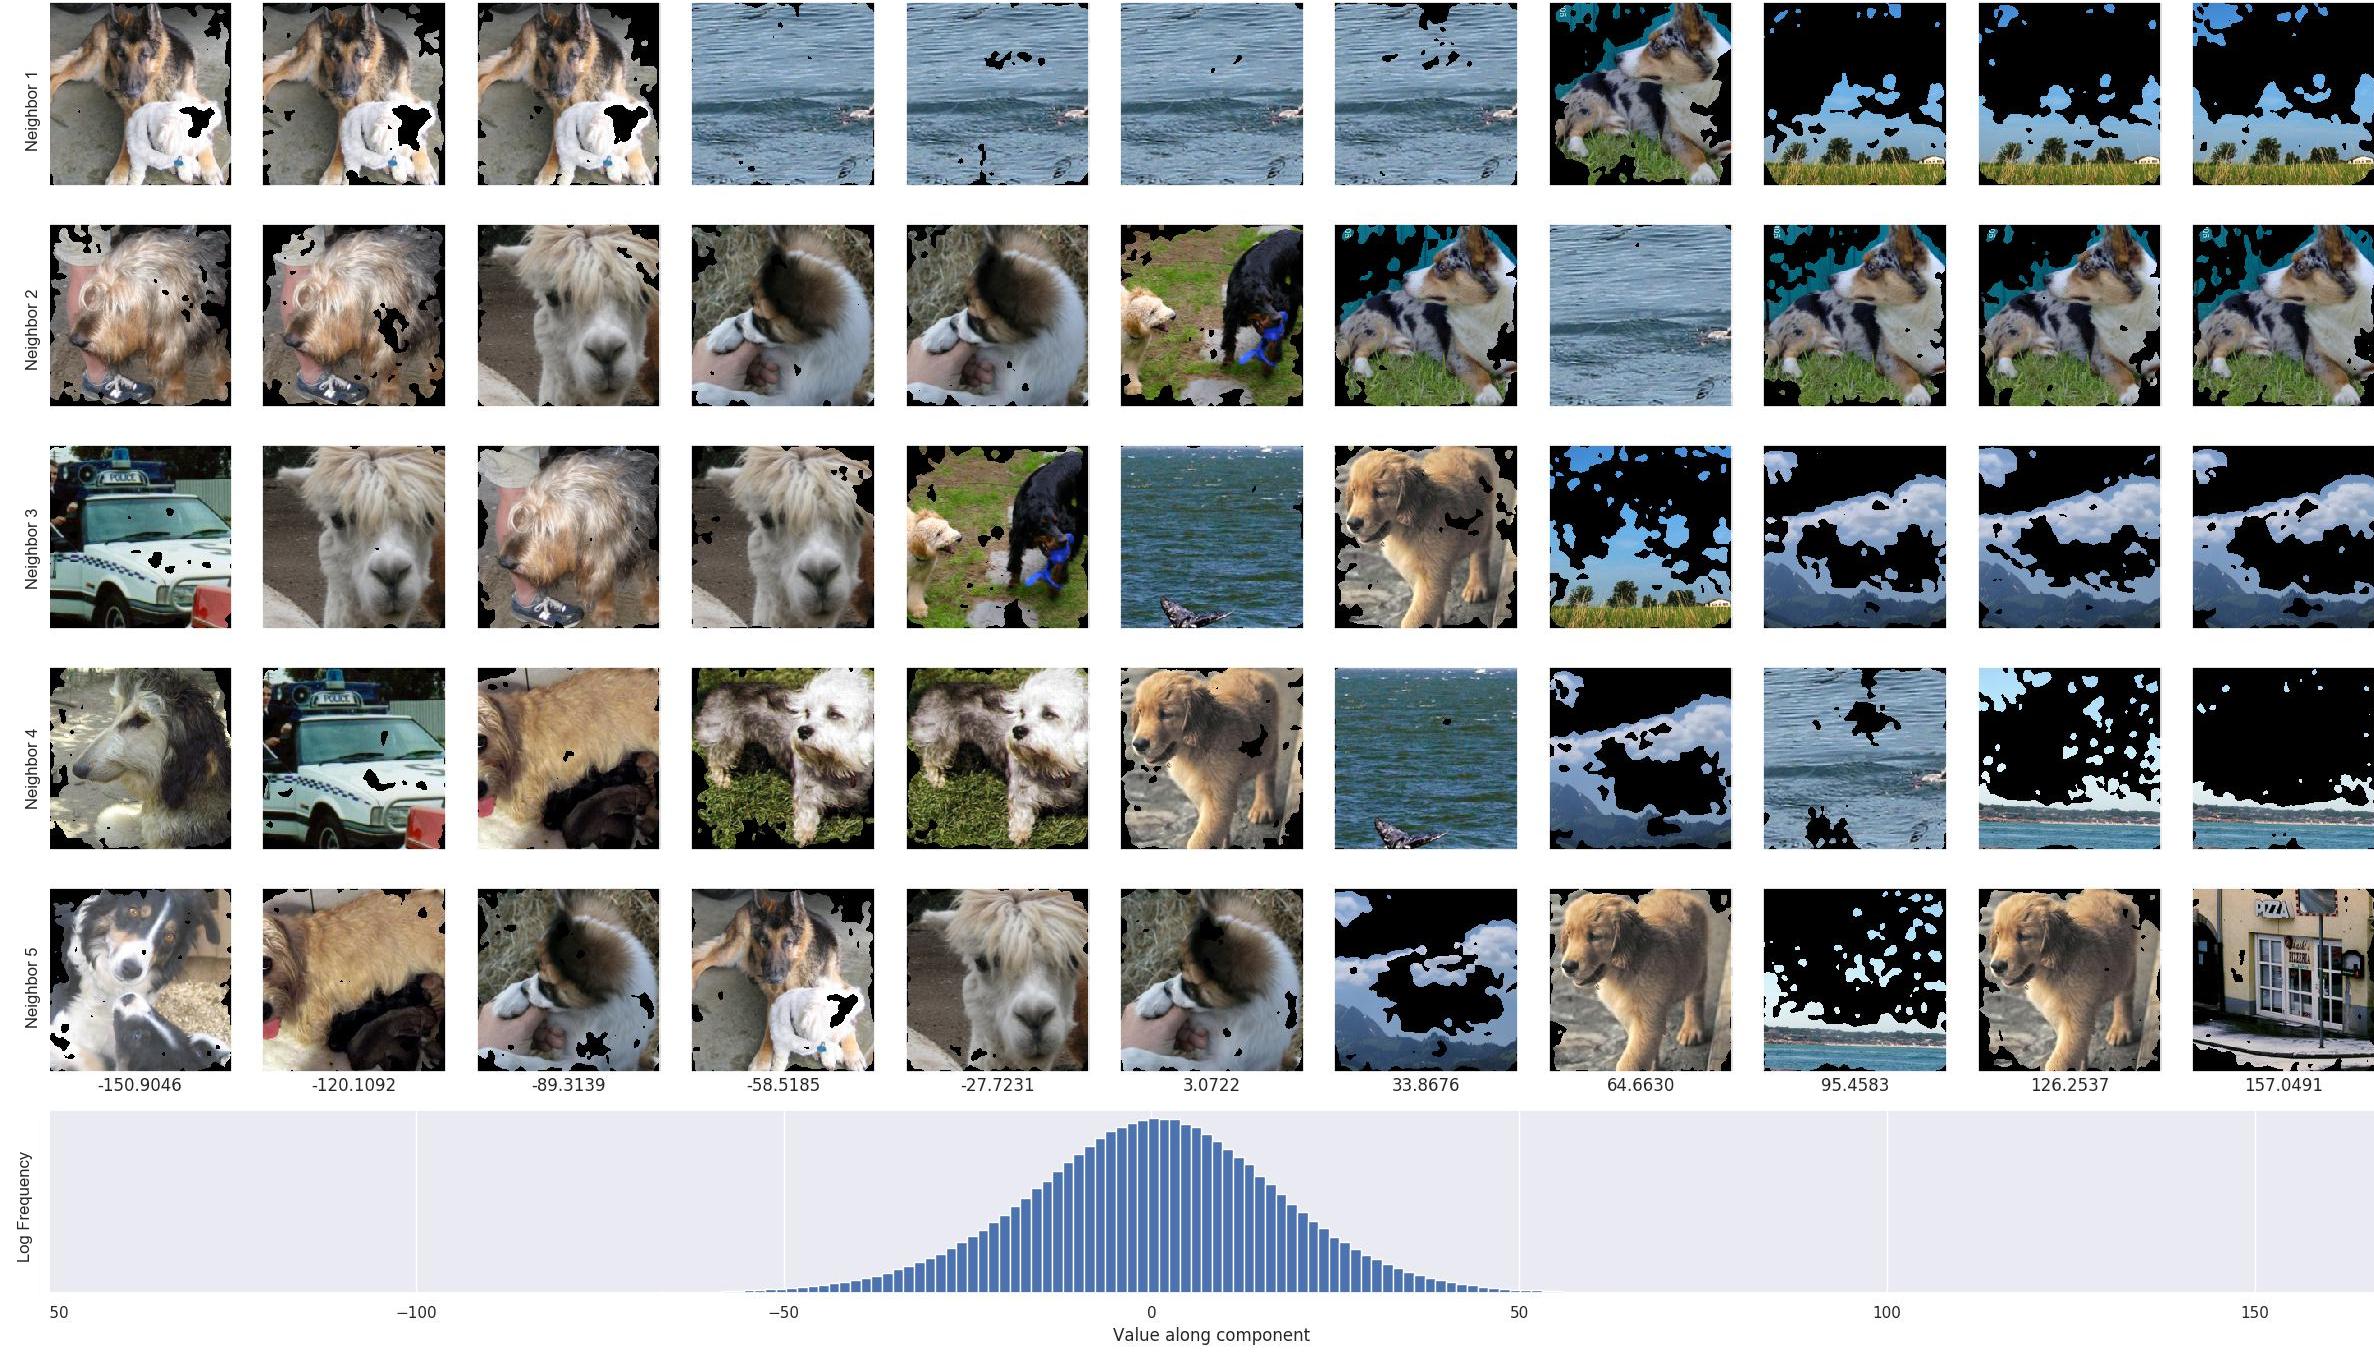 Neighbor 1
Neighbor 2
Neighbor 3
POLICE
Neighbor 4
POLICE
Neighbor 5
PIZZA
-150.9046 -120.1092 -89.3139 -58.5185 -27.7231 3.0722 33.8676 64.6630 95.4583 126.2537 157.0491
Log Frequency
50 −100 −50 0 50 100 150
Value along component